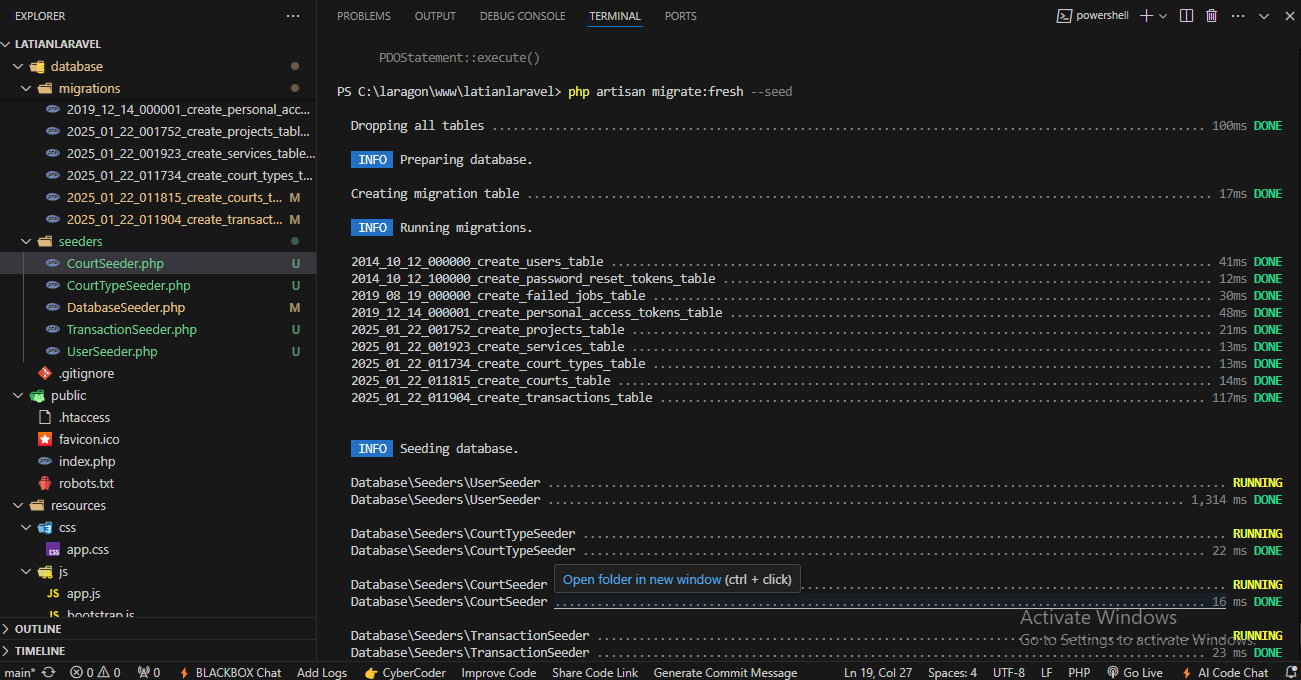 EXPLORER
LATIANLARAVEL
database
migrations
2019_12_14_000001_create_personal_acc...
2025_01_22_001752_create_projects_tabl...
2025_01_22_001923_create_services_table...
2025_01_22_011734_create_court_types_t...
2025_01_22_011815_create_courts_t... M
2025_01_22_011904_create_transact... M
seeders
CourtSeeder.php U
CourtTypeSeeder.php U
DatabaseSeeder.php M
TransactionSeeder.php U
UserSeeder.php U
.gitignore
public
.htaccess
favicon.ico
index.php
robots.txt
resources
css
app.css
js
JS app.js
JS bootstrap.js
OUTLINE
TIMELINE
PROBLEMS OUTPUT DEBUG CONSOLE TERMINAL PORTS powershell
PDOStatement::execute()
PS C:\laragon\www\latianlaravel> php artisan migrate:fresh --seed
Dropping all tables ........ 100ms DONE
INFO Preparing database.
Creating migration table ........ 17ms DONE
INFO Running migrations.
2014_10_12_000000_create_users_table ........ 41ms DONE
2014_10_12_100000_create_password_reset_tokens_table ........ 12ms DONE
2019_08_19_000000_create_failed_jobs_table ........ 30ms DONE
2019_12_14_000001_create_personal_access_tokens_table ........ 48ms DONE
2025_01_22_001752_create_projects_table ........ 21ms DONE
2025_01_22_001923_create_services_table ........ 13ms DONE
2025_01_22_011734_create_court_types_table ........ 13ms DONE
2025_01_22_011815_create_courts_table ........ 14ms DONE
2025_01_22_011904_create_transactions_table ........ 117ms DONE
INFO Seeding database.
Database\Seeders\UserSeeder ........ RUNNING
Database\Seeders\UserSeeder ........ 1,314 ms DONE
Database\Seeders\CourtTypeSeeder ........ RUNNING
Database\Seeders\CourtTypeSeeder ........ 22 ms DONE
Open folder in new window (ctrl + click)
Database\Seeders\CourtSeeder ........ RUNNING
Database\Seeders\CourtSeeder ........ 16 ms DONE
Activate Windows
Go to Settings to activate Windows.
Database\Seeders\TransactionSeeder ........ RUNNING
Database\Seeders\TransactionSeeder ........ 23 ms DONE
main* 0 0 0 BLACKBOX Chat Add Logs CyberCoder Improve Code Share Code Link Generate Commit Message Ln 19, Col 27 Spaces: 4 UTF-8 LF PHP Go Live AI Code Chat